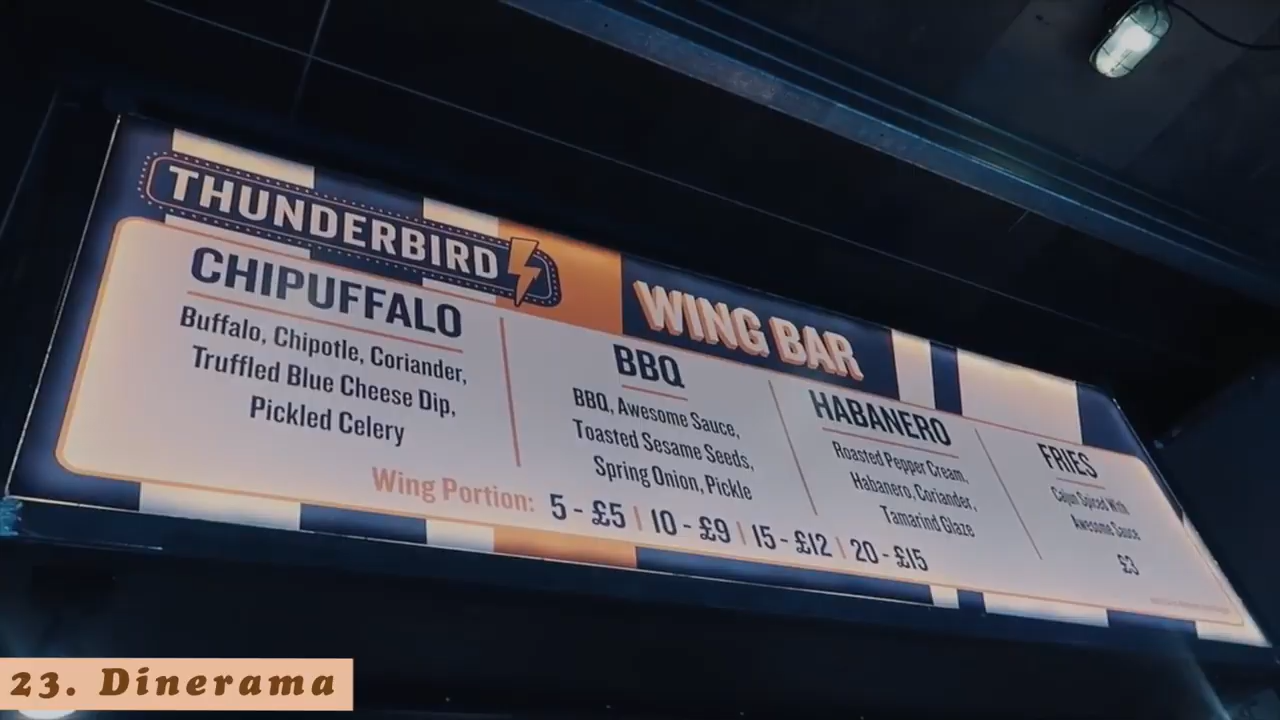 THUNDERBIRD
WING BAR
CHIPUFFALO
Buffalo, Chipotle, Coriander,
Truffled Blue Cheese Dip,
Pickled Celery
BBQ
BBQ, Awesome Sauce,
Toasted Sesame Seeds,
Spring Onion, Pickle
HABANERO
Roasted Pepper Cream,
Habanero, Coriander,
Tamarind Glaze
FRIES
Cajun Spiced With
Awesome Sauce
£3
Wing Portion: 5 - £5 | 10 - £9 | 15 - £12 | 20 - £15
23. Dinerama